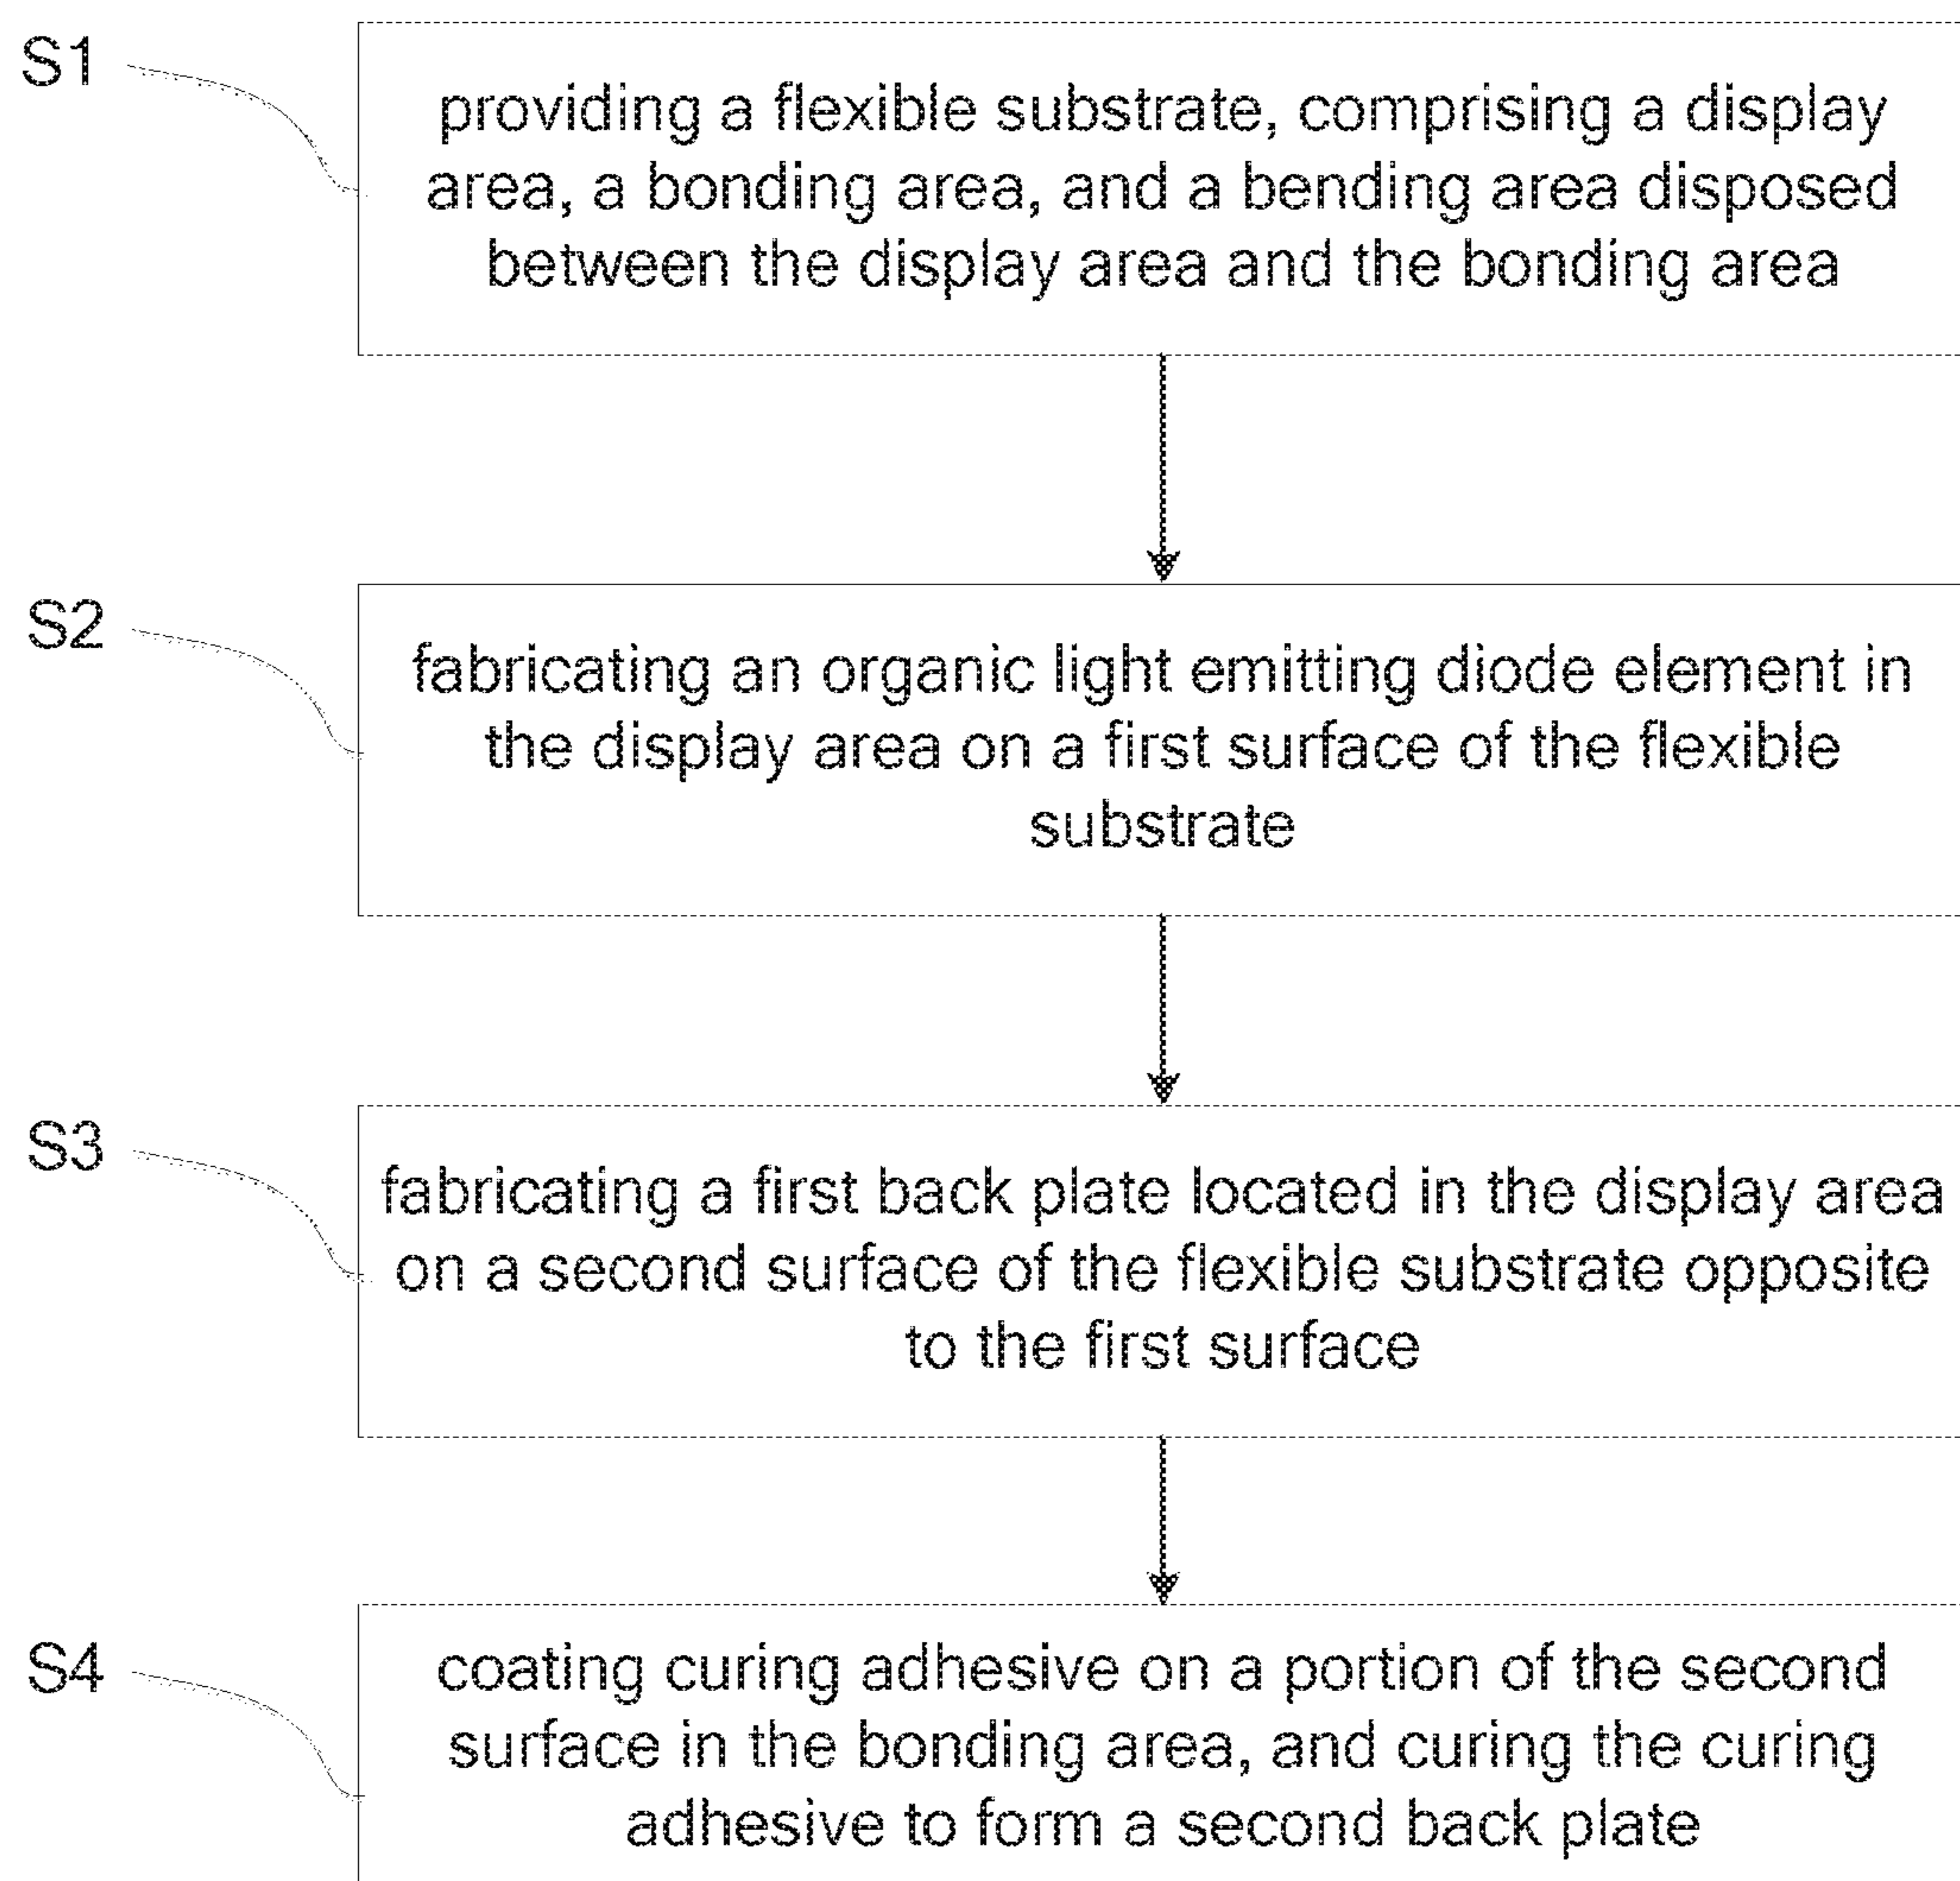 S1
providing a flexible substrate, comprising a display
area, a bonding area, and a bending area disposed
between the display area and the bonding area
S2
fabricating an organic light emitting diode element in
the display area on a first surface of the flexible
substrate
S3
fabricating a first back plate located in the display area
on a second surface of the flexible substrate opposite
to the first surface
S4
coating curing adhesive on a portion of the second
surface in the bonding area, and curing the curing
adhesive to form a second back plate